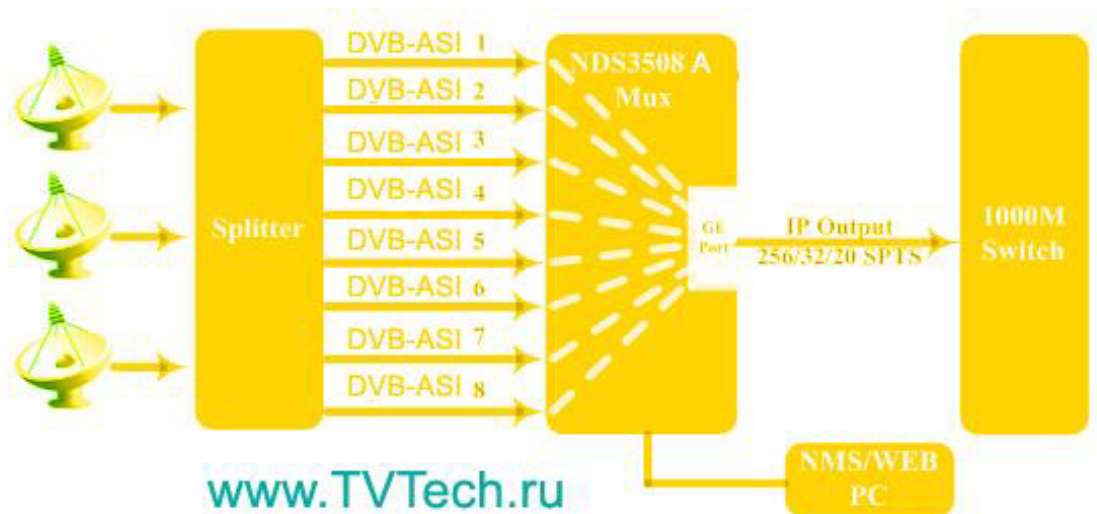 DVB-ASI 1
DVB-ASI 2
DVB-ASI 3
DVB-ASI 4
DVB-ASI 5
DVB-ASI 6
DVB-ASI 7
DVB-ASI 8
Splitter
NDS3508 A
Mux
GE
Port
IP Output
256/32/20 SPTS
1000M
Switch
NMS/WEB
PC
www.TVTech.ru